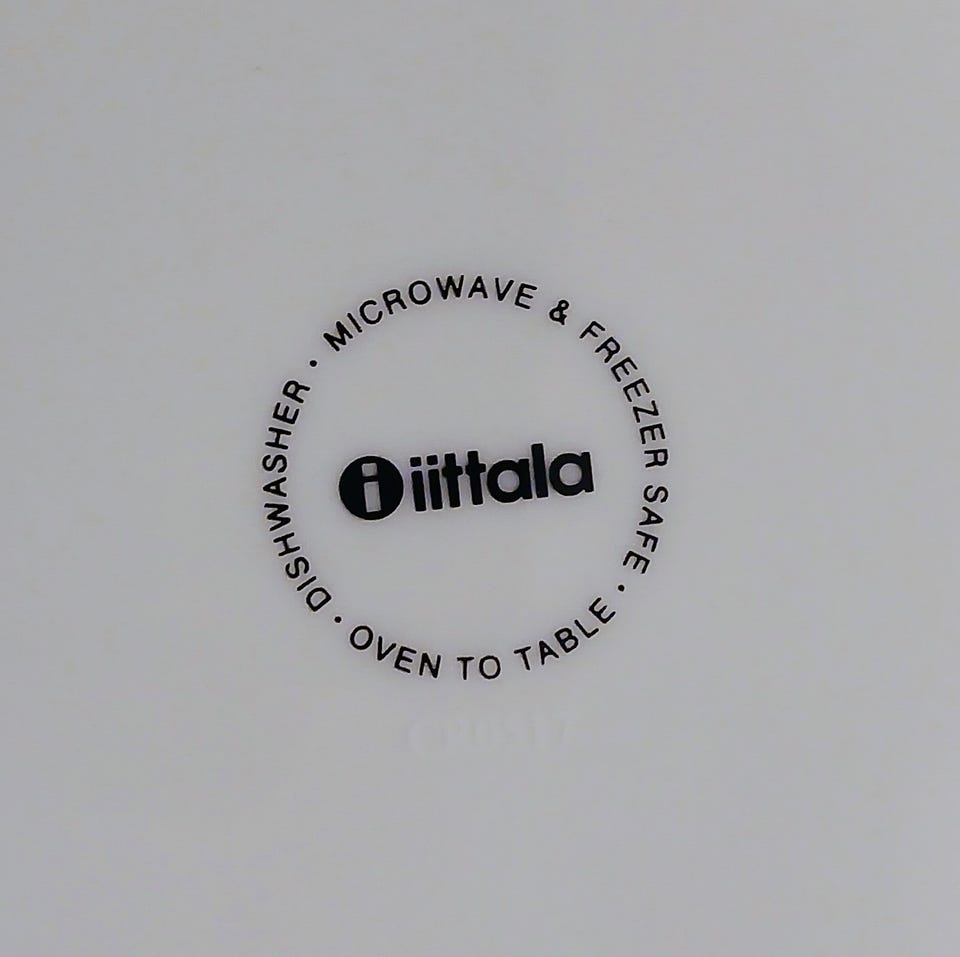 DISHWASHER · MICROWAVE & FREEZER SAFE · OVEN TO TABLE ·
iittala